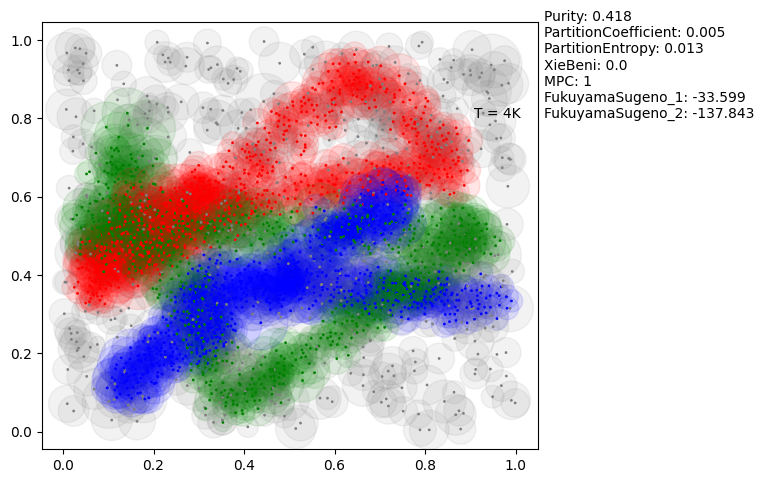 Purity: 0.418
PartitionCoefficient: 0.005
PartitionEntropy: 0.013
XieBeni: 0.0
MPC: 1
FukuyamaSugeno_1: -33.599
FukuyamaSugeno_2: -137.843
T = 4K
1.0
0.8
0.6
0.4
0.2
0.0
0.0 0.2 0.4 0.6 0.8 1.0